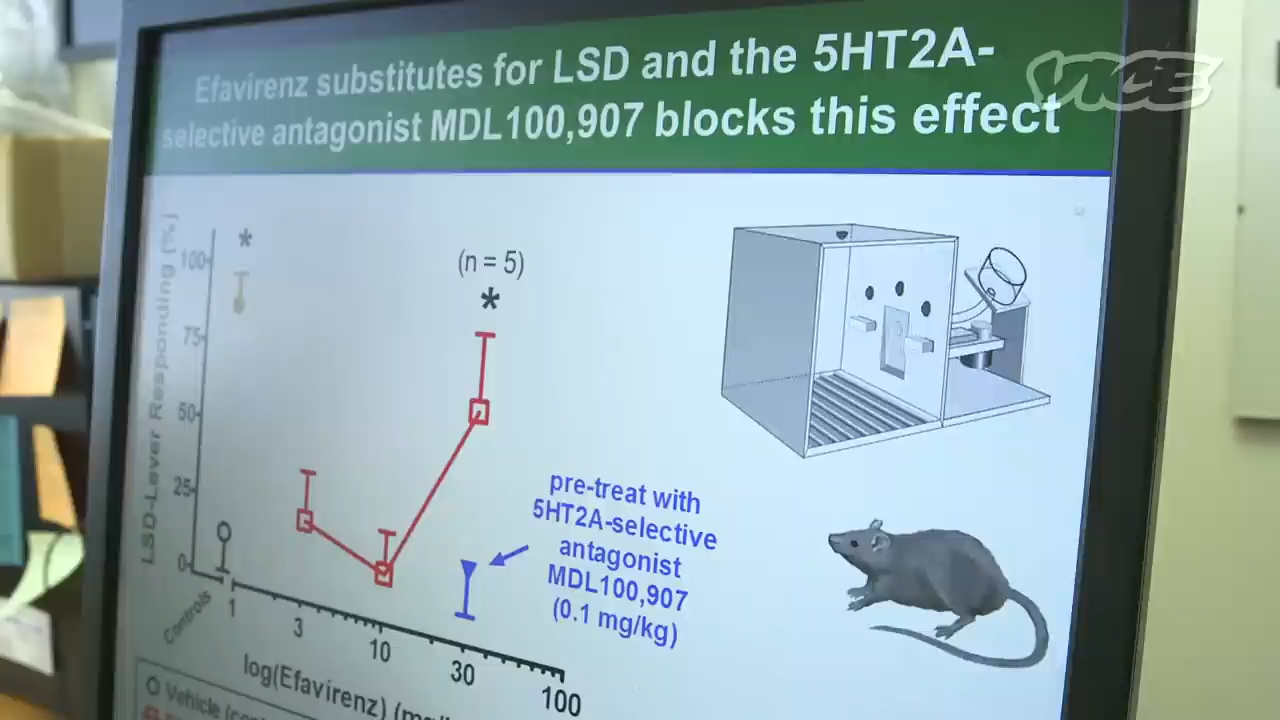 Efavirenz substitutes for LSD and the 5HT2A-
selective antagonist MDL100,907 blocks this effect
VICE
LSD-Lever Responding (%)
100
75
50
25
0
*
(n = 5)
*
pre-treat with
5HT2A-selective
antagonist
MDL100,907
(0.1 mg/kg)
Controls
1
3
10
30
100
log(Efavirenz)
Vehicle